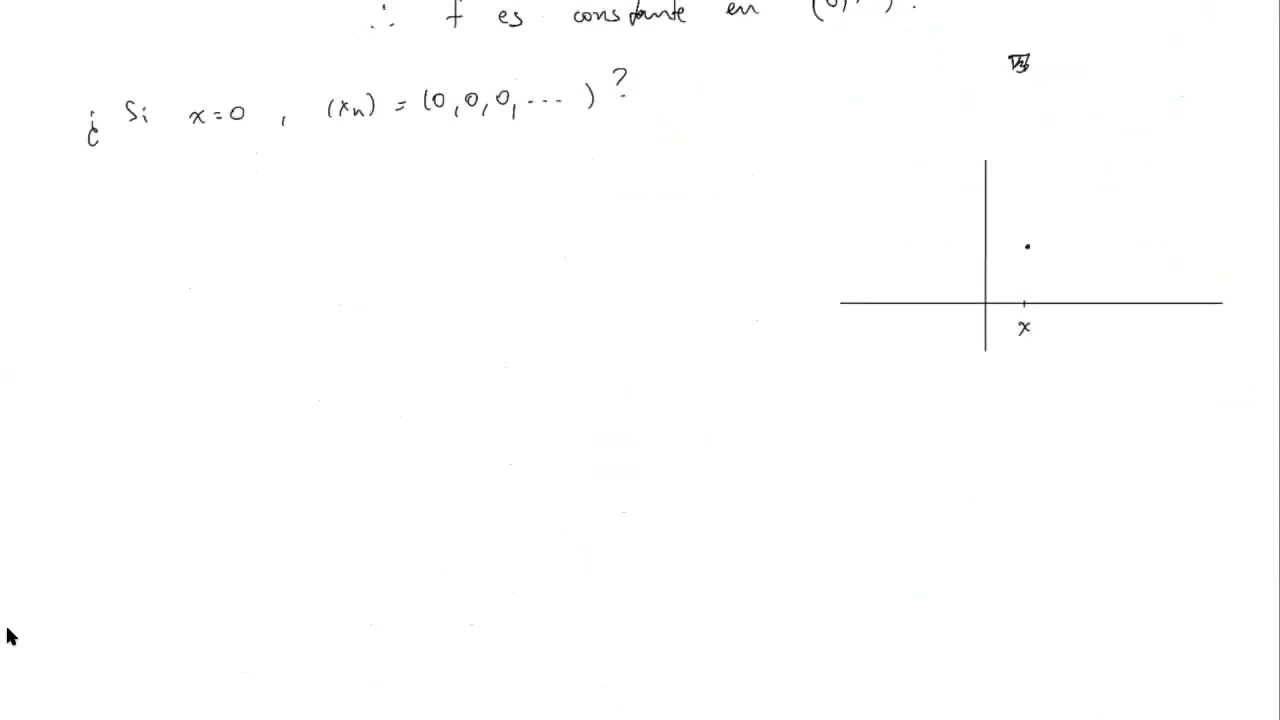 ∴ f es constante en
¿ Si x=0 , (xn) = (0,0,0,... ) ?
x